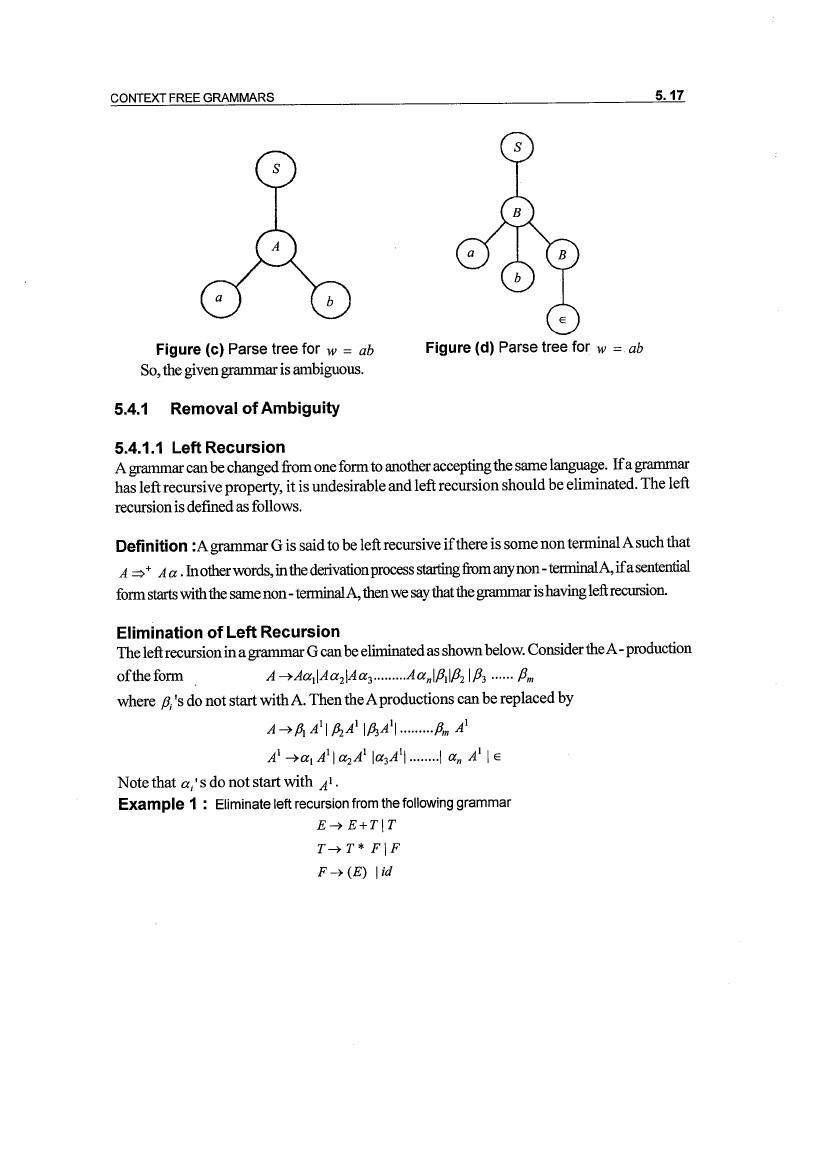 CONTEXT FREE GRAMMARS 5.17
S
A
a b
S
B
a b B
∈
Figure (c) Parse tree for w = ab Figure (d) Parse tree for w = ab
So, the given grammar is ambiguous.
5.4.1 Removal of Ambiguity
5.4.1.1 Left Recursion
A grammar can be changed from one form to another accepting the same language. If a grammar
has left recursive property, it is undesirable and left recursion should be eliminated. The left
recursion is defined as follows.
Definition : A grammar G is said to be left recursive if there is some non terminal A such that
A ⇒⁺ Aα . In other words, in the derivation process starting from any non - terminal A, if a sentential
form starts with the same non - terminal A, then we say that the grammar is having left recursion.
Elimination of Left Recursion
The left recursion in a grammar G can be eliminated as shown below. Consider the A - production
of the form A →Aα₁|Aα₂|Aα₃.........Aαₙ|β₁|β₂ |β₃ ...... βₘ
where βᵢ 's do not start with A. Then the A productions can be replaced by
A → β₁ A¹ | β₂A¹ |β₃A¹| .........βₘ A¹
A¹ →α₁ A¹ | α₂A¹ |α₃A¹| ........| αₙ A¹ | ∈
Note that αᵢ's do not start with A¹ .
Example 1 : Eliminate left recursion from the following grammar
E → E+T | T
T → T * F | F
F → (E) | id